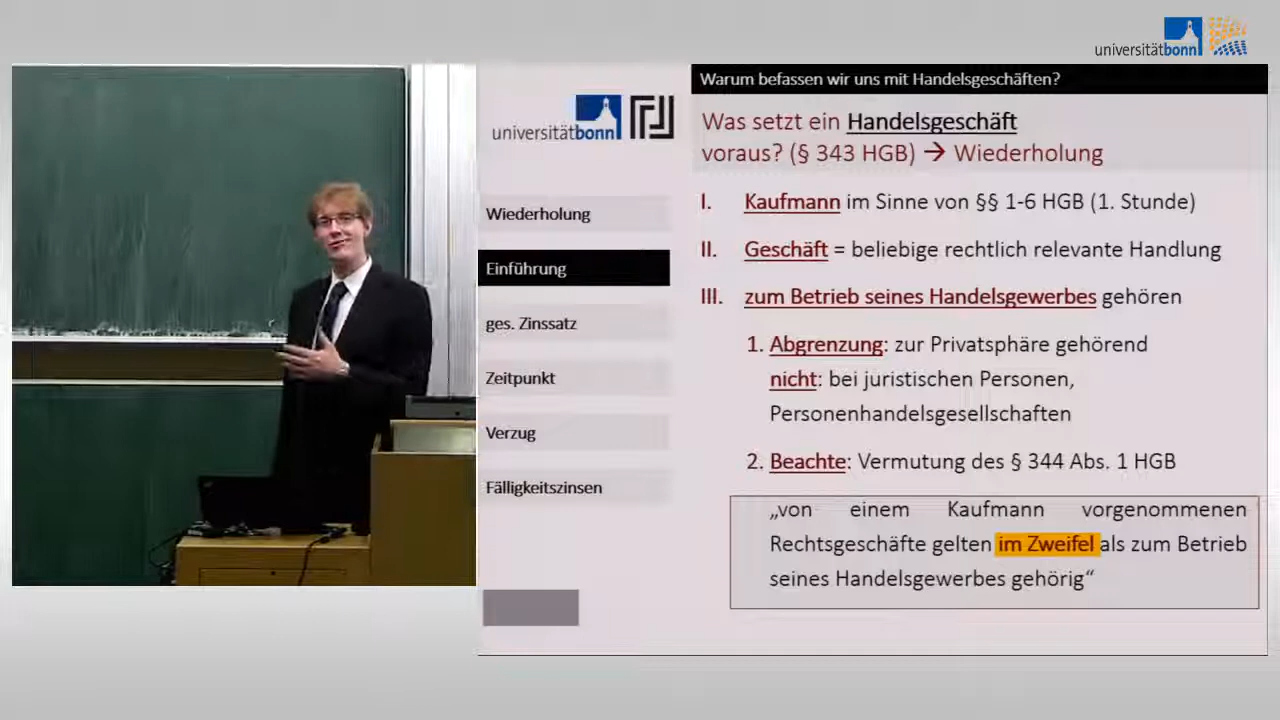 universitätbonn
Warum befassen wir uns mit Handelsgeschäften?
universitätbonn
Was setzt ein Handelsgeschäft
voraus? (§ 343 HGB) → Wiederholung
Wiederholung
Einführung
ges. Zinssatz
Zeitpunkt
Verzug
Fälligkeitszinsen
I. Kaufmann im Sinne von §§ 1-6 HGB (1. Stunde)
II. Geschäft = beliebige rechtlich relevante Handlung
III. zum Betrieb seines Handelsgewerbes gehören
1. Abgrenzung: zur Privatsphäre gehörend
nicht: bei juristischen Personen,
Personenhandelsgesellschaften
2. Beachte: Vermutung des § 344 Abs. 1 HGB
„von einem Kaufmann vorgenommenen
Rechtsgeschäfte gelten im Zweifel als zum Betrieb
seines Handelsgewerbes gehörig“